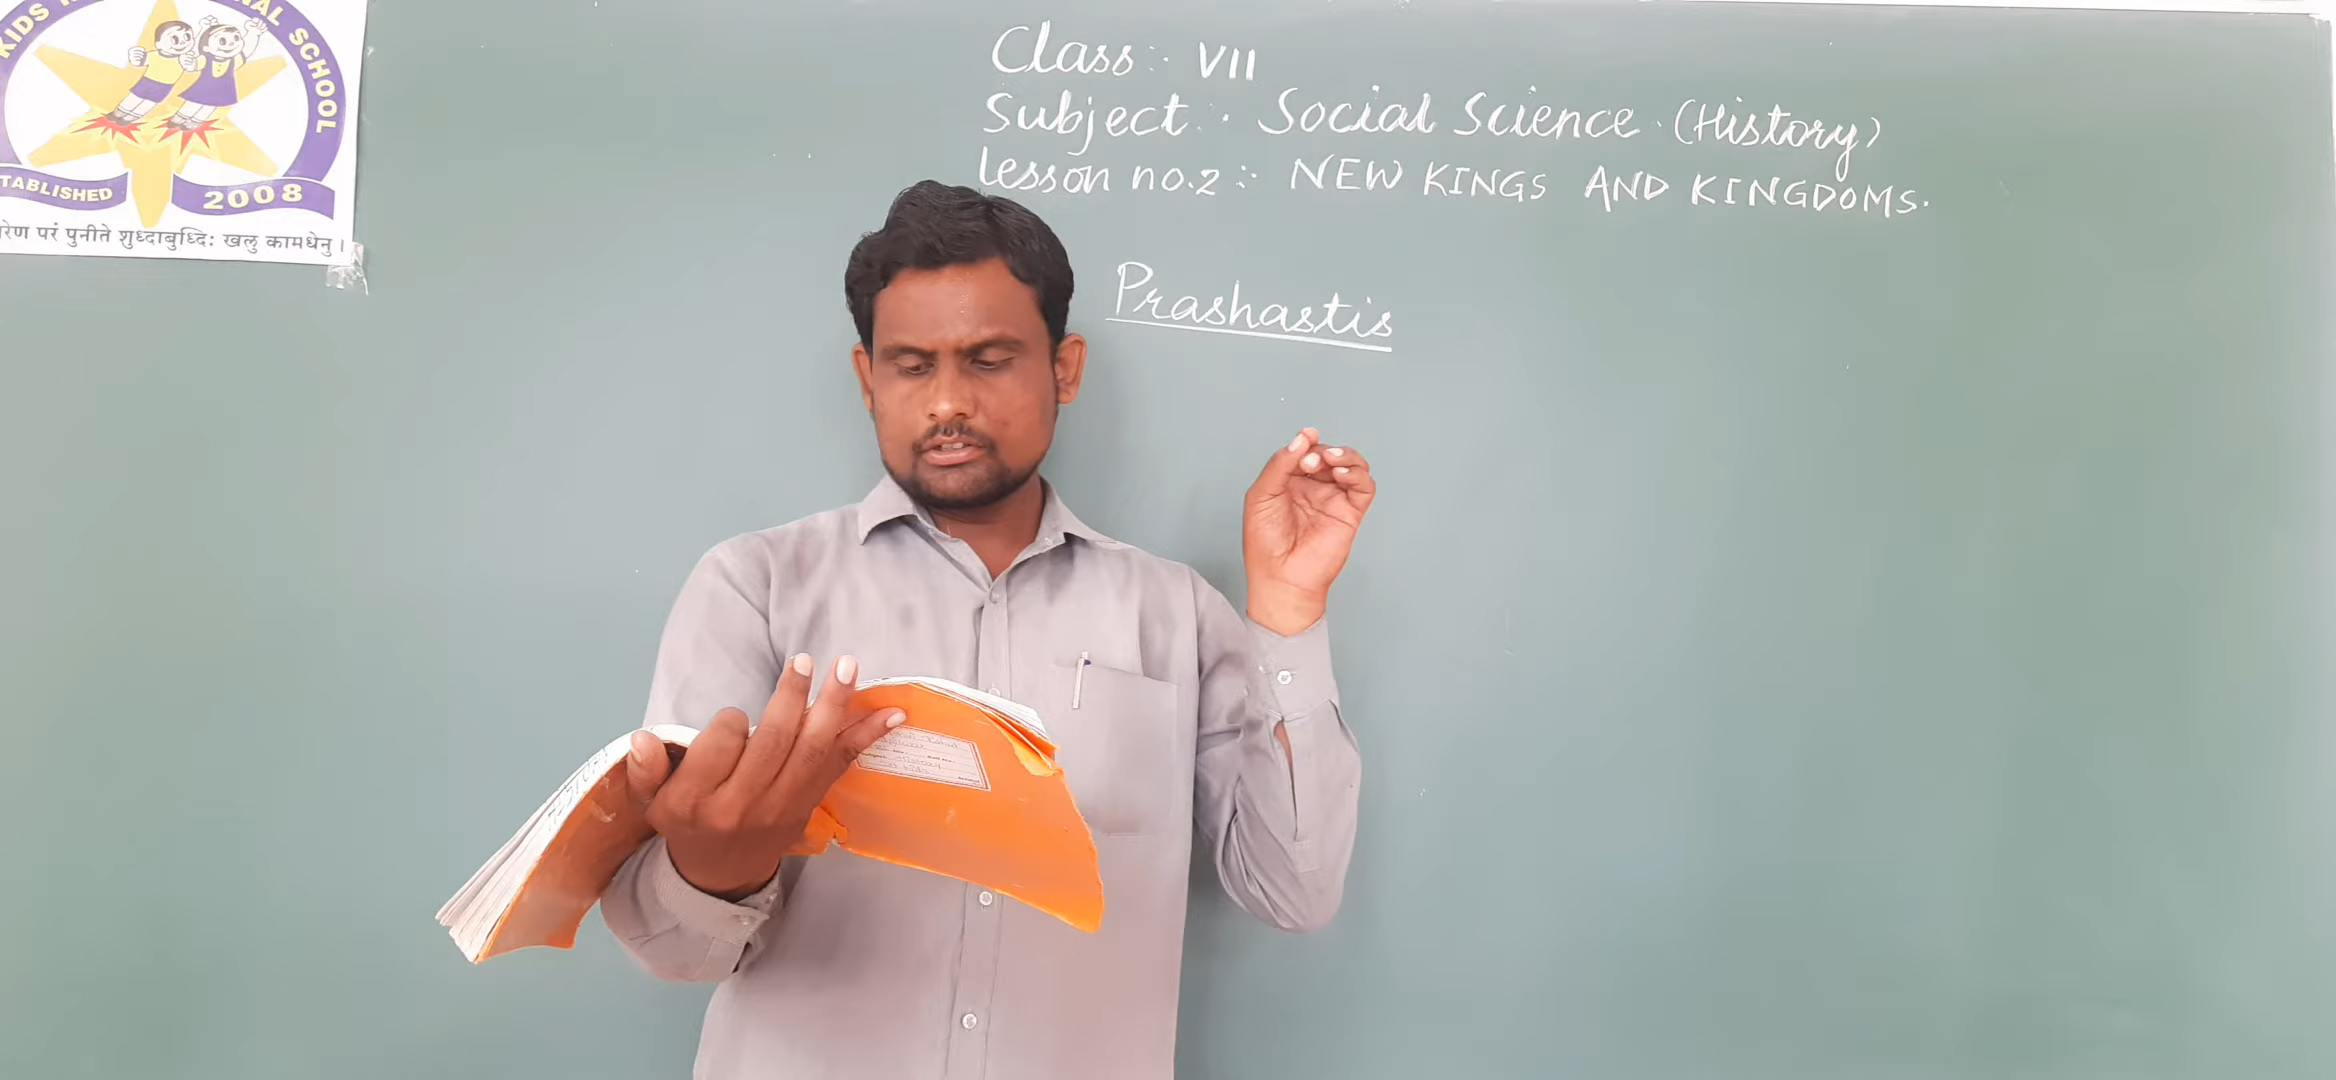 KIDS NAL SCHOOL
TABLISHED 2008
रेण परं पुनीते शुध्दाबुध्दिः खलु कामधेनु ।
Class :- VII
Subject :- Social Science (History)
Lesson no.2 :- NEW KINGS AND KINGDOMS.
Prashastis